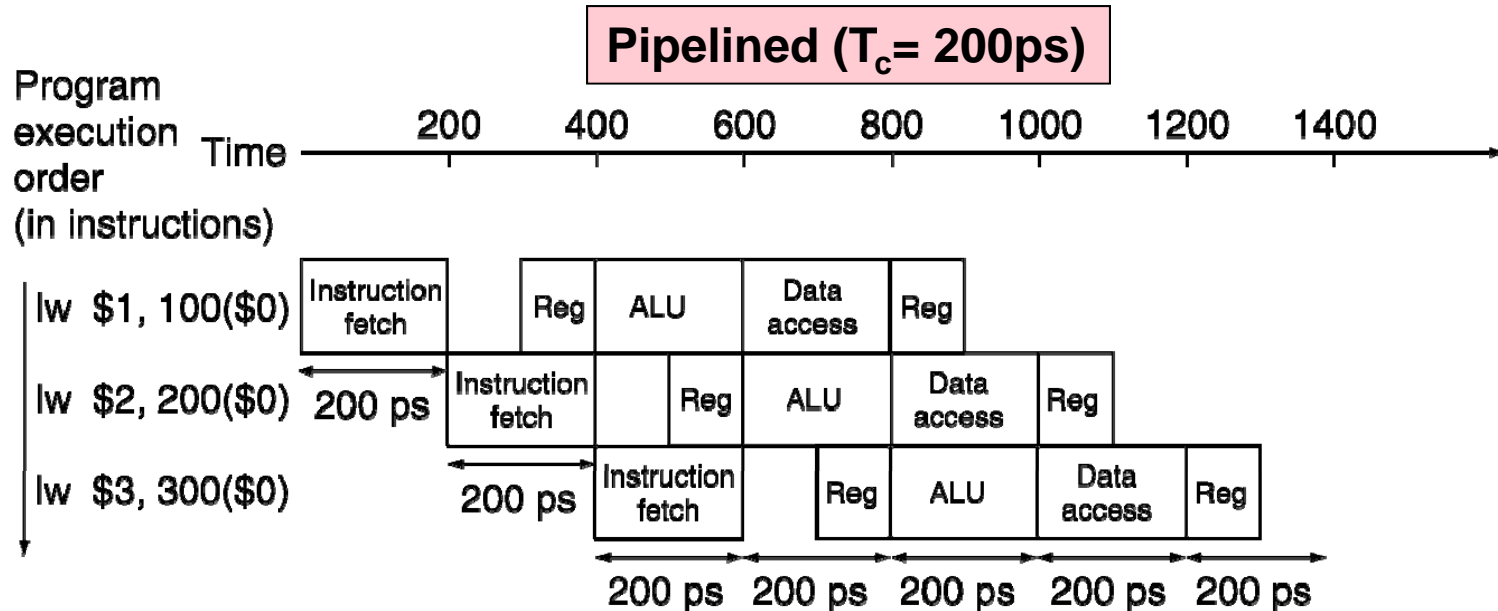 Pipelined (Tc= 200ps)
Program
execution
order
(in instructions)
Time
200 400 600 800 1000 1200 1400
lw $1, 100($0)
Instruction
fetch
Reg
ALU
Data
access
Reg
200 ps
lw $2, 200($0)
Instruction
fetch
Reg
ALU
Data
access
Reg
200 ps
lw $3, 300($0)
Instruction
fetch
Reg
ALU
Data
access
Reg
200 ps 200 ps 200 ps 200 ps 200 ps